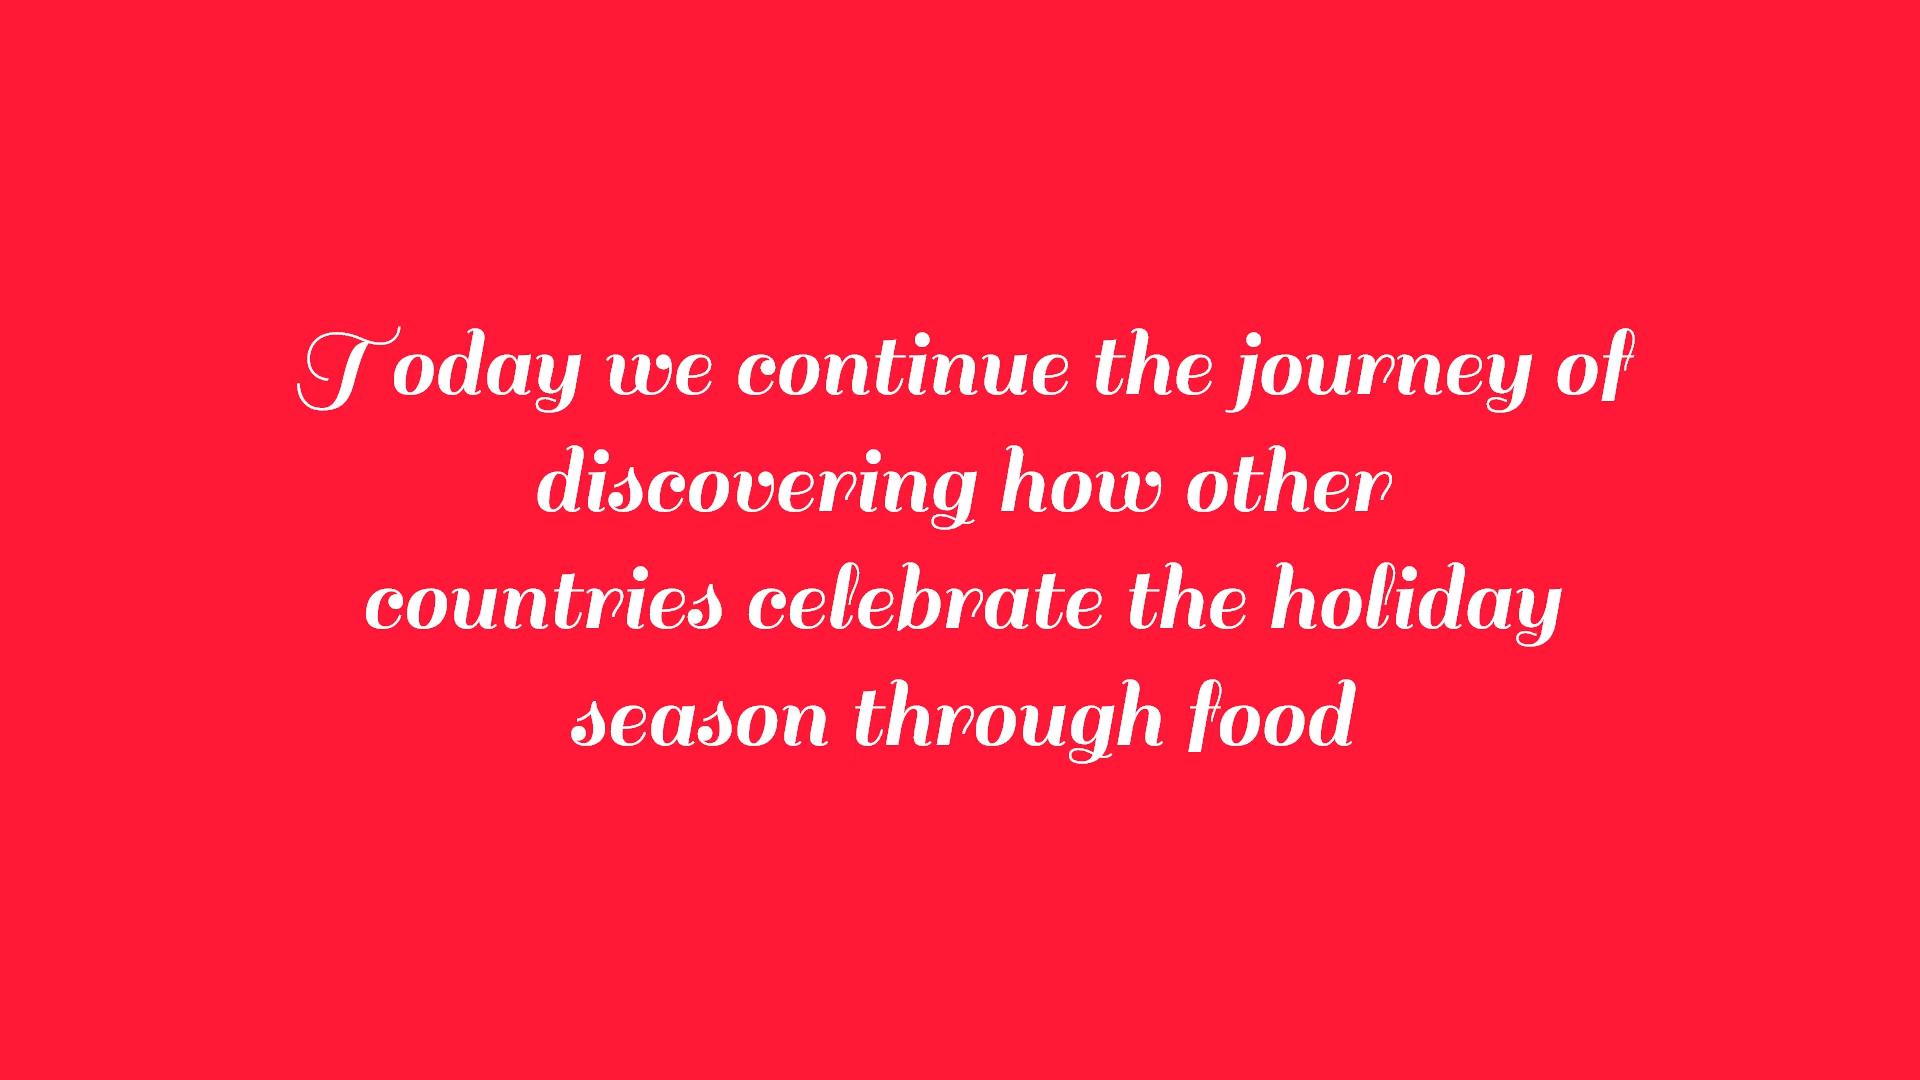 Today we continue the journey of
discovering how other
countries celebrate the holiday
season through food